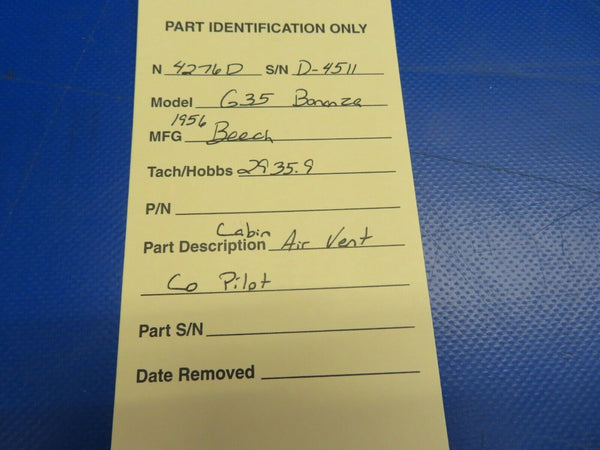 PART IDENTIFICATION ONLY
N 4276D S/N D-4511
Model G35 Bonanza
1956
MFG Beech
Tach/Hobbs 2935.9
P/N
Cabin
Part Description Air Vent
Co Pilot
Part S/N
Date Removed